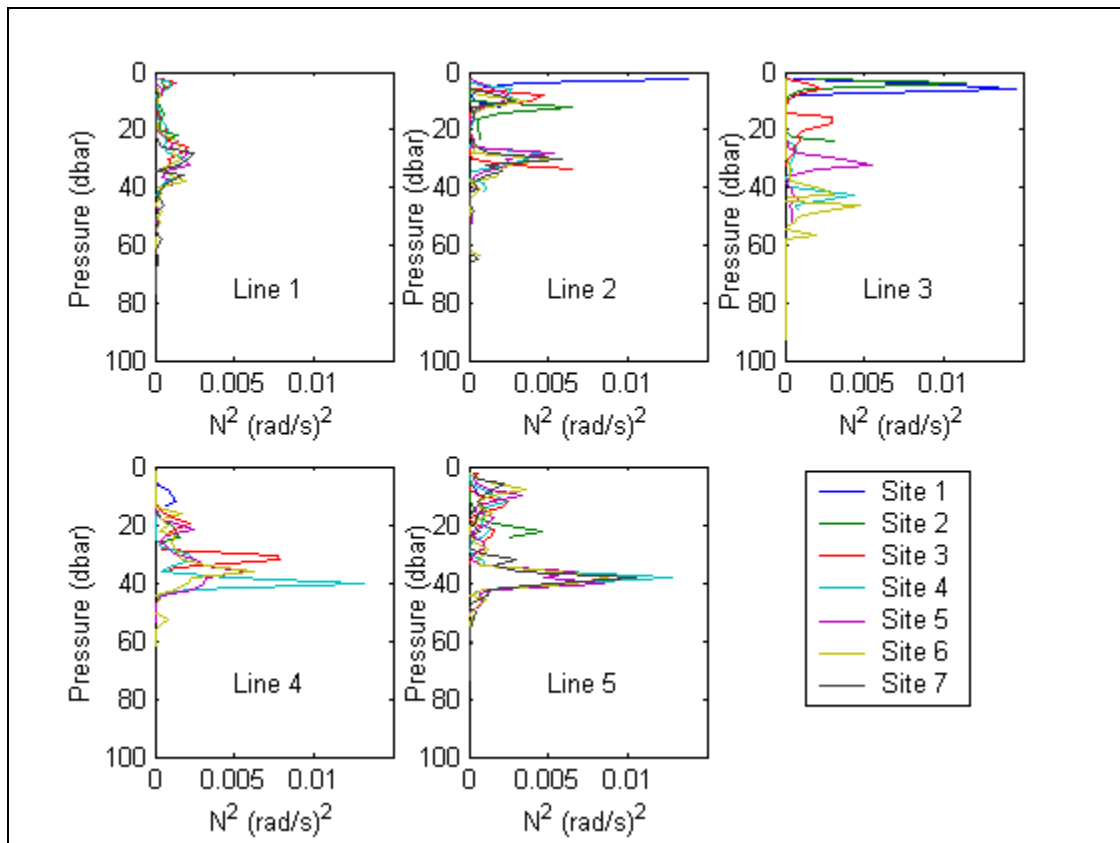 0
20
40
60
80
100
Pressure (dbar)
Line 1
0 0.005 0.01
N² (rad/s)²
0
20
40
60
80
100
Pressure (dbar)
Line 2
0 0.005 0.01
N² (rad/s)²
0
20
40
60
80
100
Pressure (dbar)
Line 3
0 0.005 0.01
N² (rad/s)²
0
20
40
60
80
100
Pressure (dbar)
Line 4
0 0.005 0.01
N² (rad/s)²
0
20
40
60
80
100
Pressure (dbar)
Line 5
0 0.005 0.01
N² (rad/s)²
Site 1
Site 2
Site 3
Site 4
Site 5
Site 6
Site 7